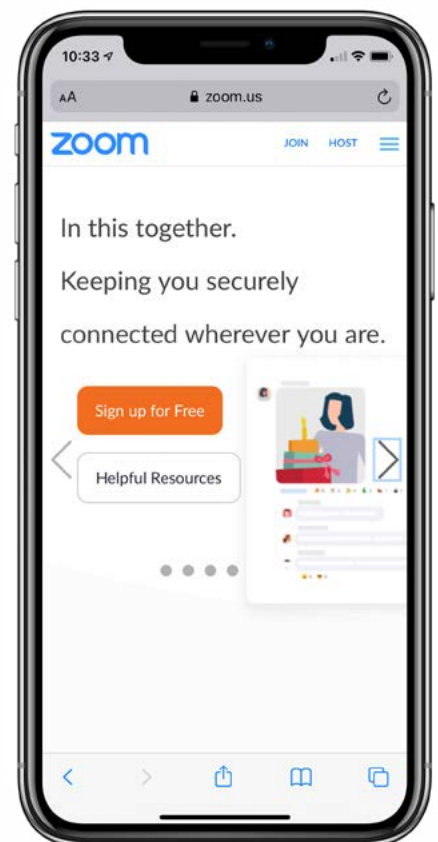 10:33
AA zoom.us
zoom JOIN HOST
In this together.
Keeping you securely
connected wherever you are.
Sign up for Free
Helpful Resources